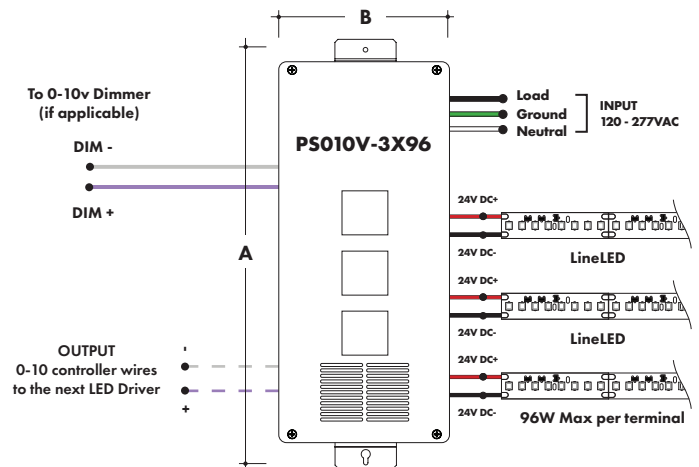 B
A
To 0-10v Dimmer
(if applicable)
DIM -
DIM +
PS010V-3X96
Load
Ground
Neutral
INPUT
120 - 277VAC
24V DC+
24V DC-
LineLED
24V DC+
24V DC-
LineLED
24V DC+
24V DC-
96W Max per terminal
OUTPUT
0-10 controller wires
to the next LED Driver
-
+